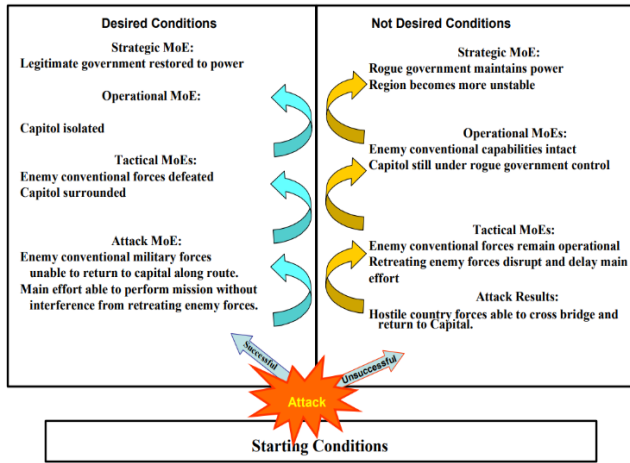 Desired Conditions
Strategic MoE:
Legitimate government restored to power
Operational MoE:
Capitol isolated
Tactical MoEs:
Enemy conventional forces defeated
Capitol surrounded
Attack MoE:
Enemy conventional military forces
unable to return to capital along route.
Main effort able to perform mission without
interference from retreating enemy forces.
Not Desired Conditions
Strategic MoE:
Rogue government maintains power
Region becomes more unstable
Operational MoEs:
Enemy conventional capabilities intact
Capitol still under rogue government control
Tactical MoEs:
Enemy conventional forces remain operational
Retreating enemy forces disrupt and delay main
effort
Attack Results:
Hostile country forces able to cross bridge and
return to Capital.
Successful
Unsuccessful
Attack
Starting Conditions